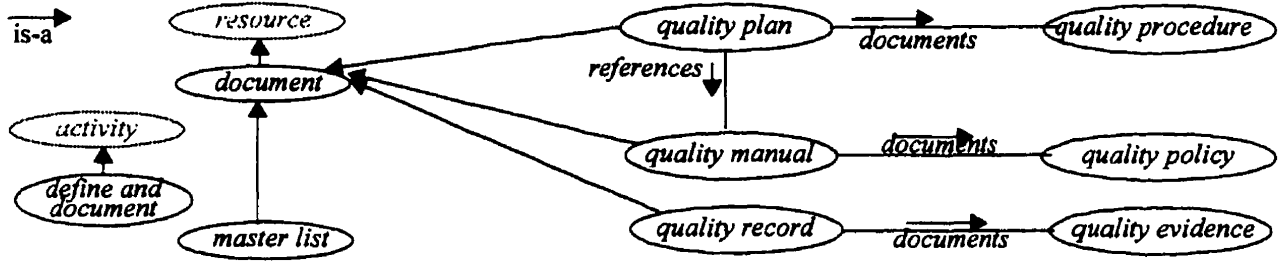 is-a
resource
document
activity
define and
document
master list
quality plan
documents
quality procedure
references
quality manual
documents
quality policy
quality record
documents
quality evidence